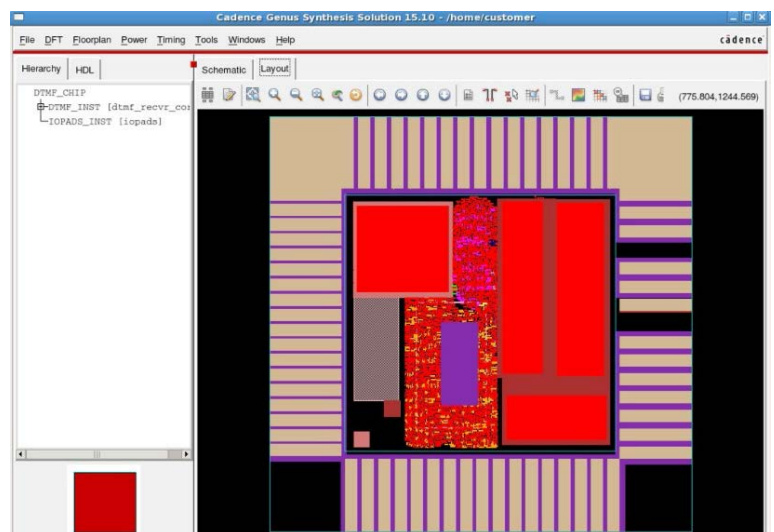 Cadence Genus Synthesis Solution 15.10 - /home/customer
File DFT Floorplan Power Timing Tools Windows Help
cādence
Hierarchy HDL
Schematic Layout
(775.804,1244.569)
DTMF_CHIP
DTMF_INST [dtmf_recvr_cor
IOPADS_INST [iopads]